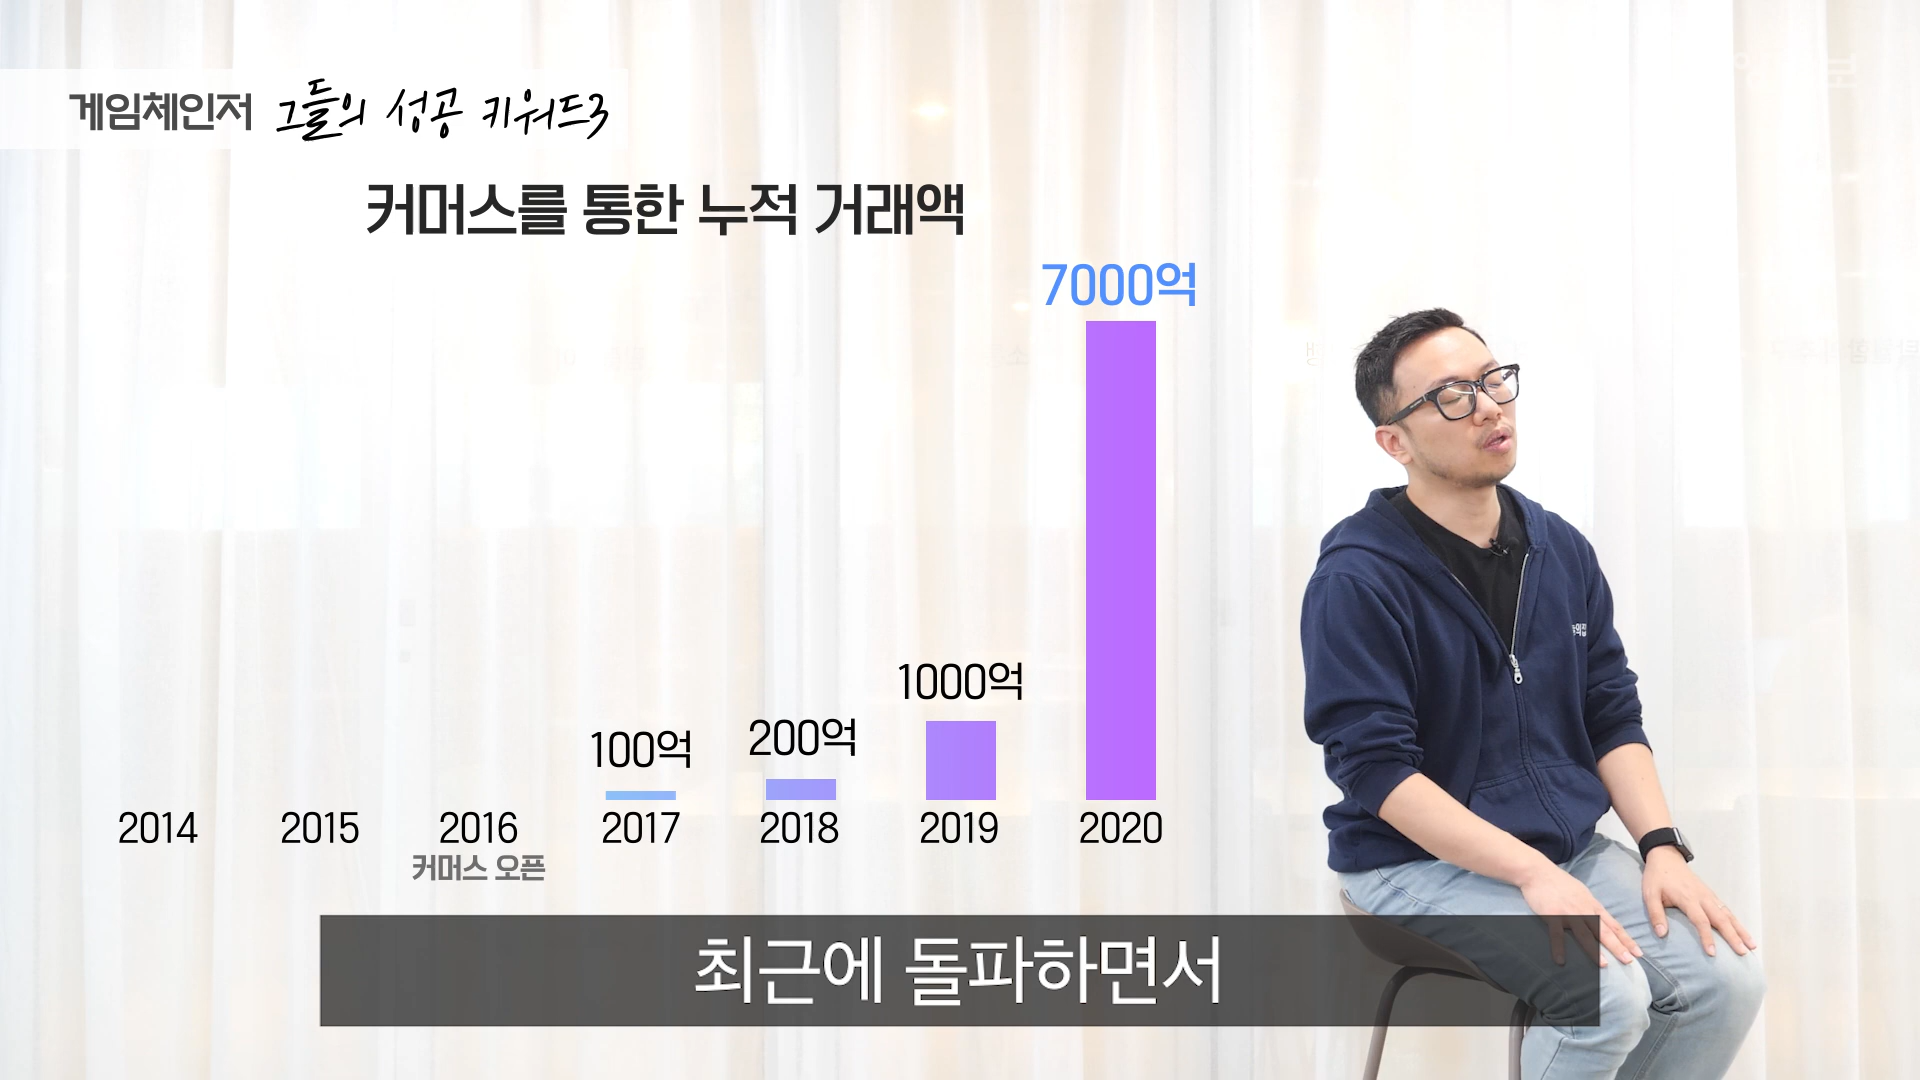 게임체인저 그들의 성공 키워드3
커머스를 통한 누적 거래액
7000억
1000억
200억
100억
2014 2015 2016 2017 2018 2019 2020
커머스 오픈
최근에 돌파하면서